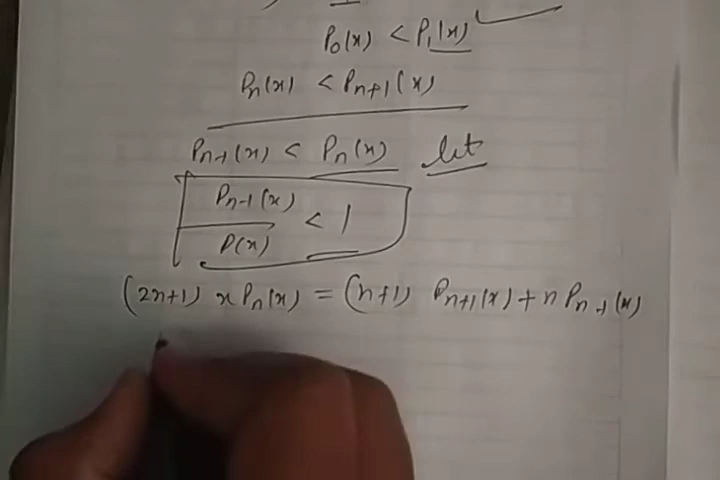 P₀(x) < P₁(x)
Pₙ(x) < Pₙ₊₁(x)
Pₙ₋₁(x) < Pₙ(x) let
Pₙ₋₁(x)
P(x)
< 1
(2n+1) x Pₙ(x) = (n+1) Pₙ₊₁(x) + n Pₙ₋₁(x)